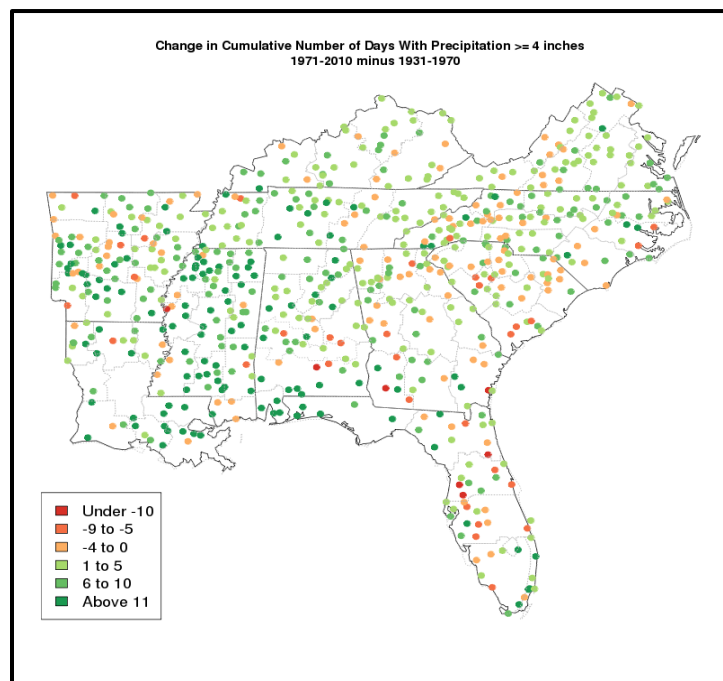 Change in Cumulative Number of Days With Precipitation >= 4 inches
1971-2010 minus 1931-1970
Under -10
-9 to -5
-4 to 0
1 to 5
6 to 10
Above 11